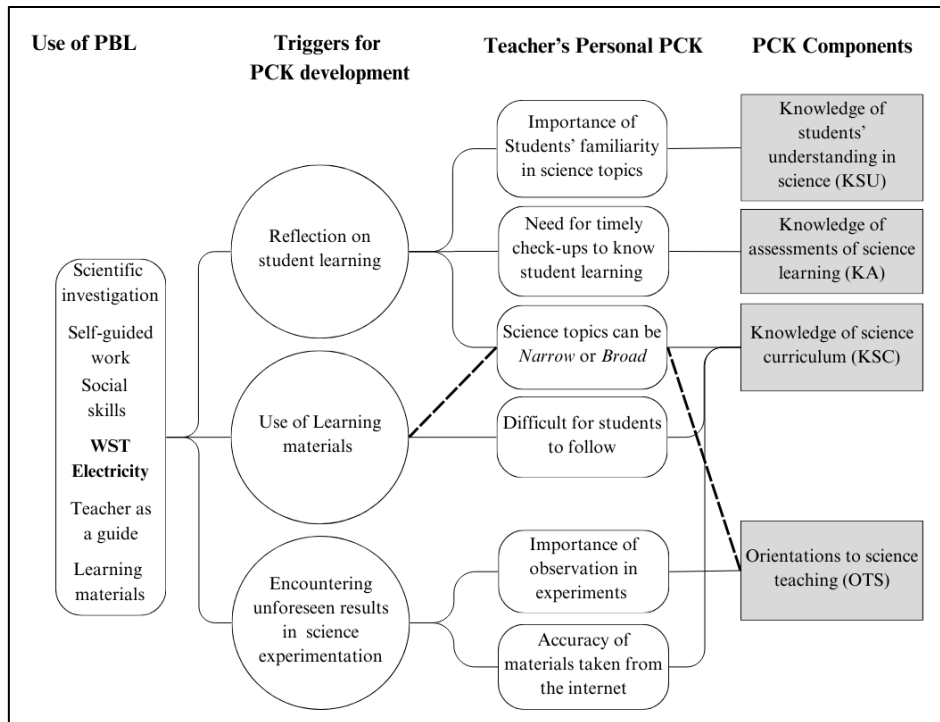 Use of PBL
Triggers for
PCK development
Teacher's Personal PCK
PCK Components
Scientific
investigation
Self-guided
work
Social
skills
WST
Electricity
Teacher as
a guide
Learning
materials
Reflection on
student learning
Use of Learning
materials
Encountering
unforeseen results
in science
experimentation
Importance of
Students' familiarity
in science topics
Need for timely
check-ups to know
student learning
Science topics can be
Narrow or Broad
Difficult for students
to follow
Importance of
observation in
experiments
Accuracy of
materials taken from
the internet
Knowledge of
students'
understanding in
science (KSU)
Knowledge of
assessments of science
learning (KA)
Knowledge of science
curriculum (KSC)
Orientations to science
teaching (OTS)